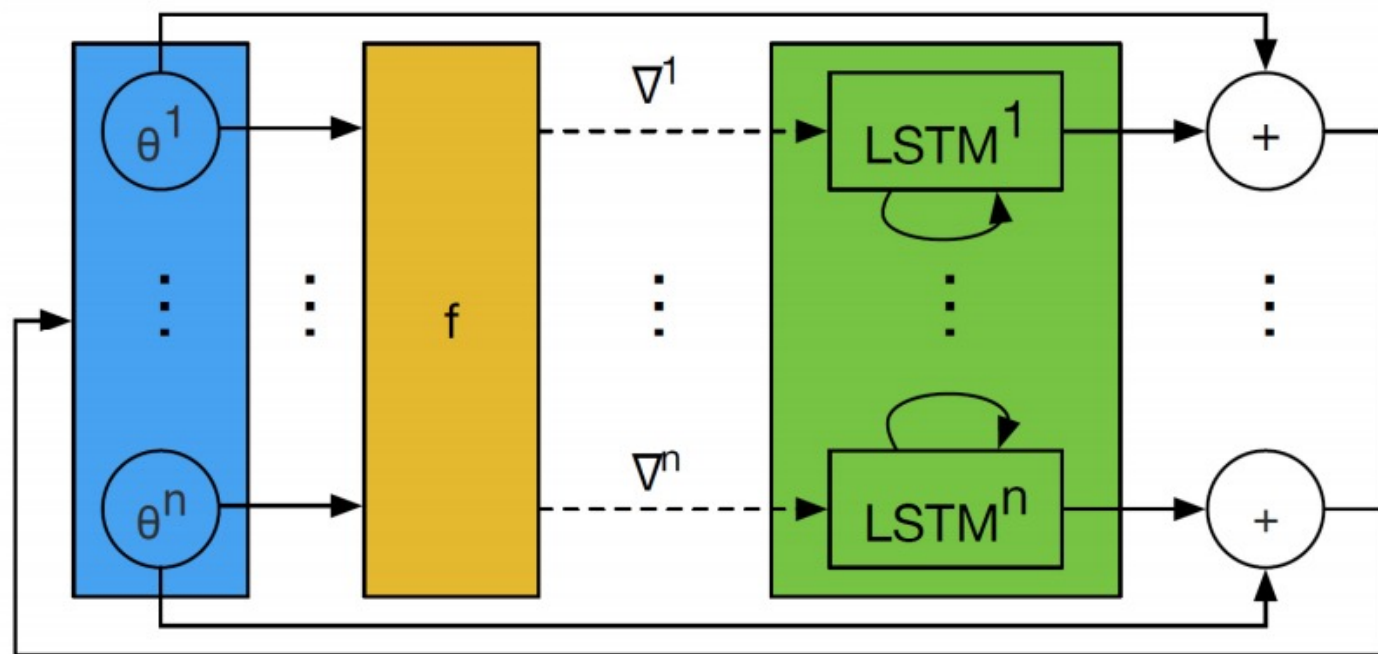 ∇¹
θ¹
LSTM¹
+
f
∇ⁿ
θⁿ
LSTMⁿ
+